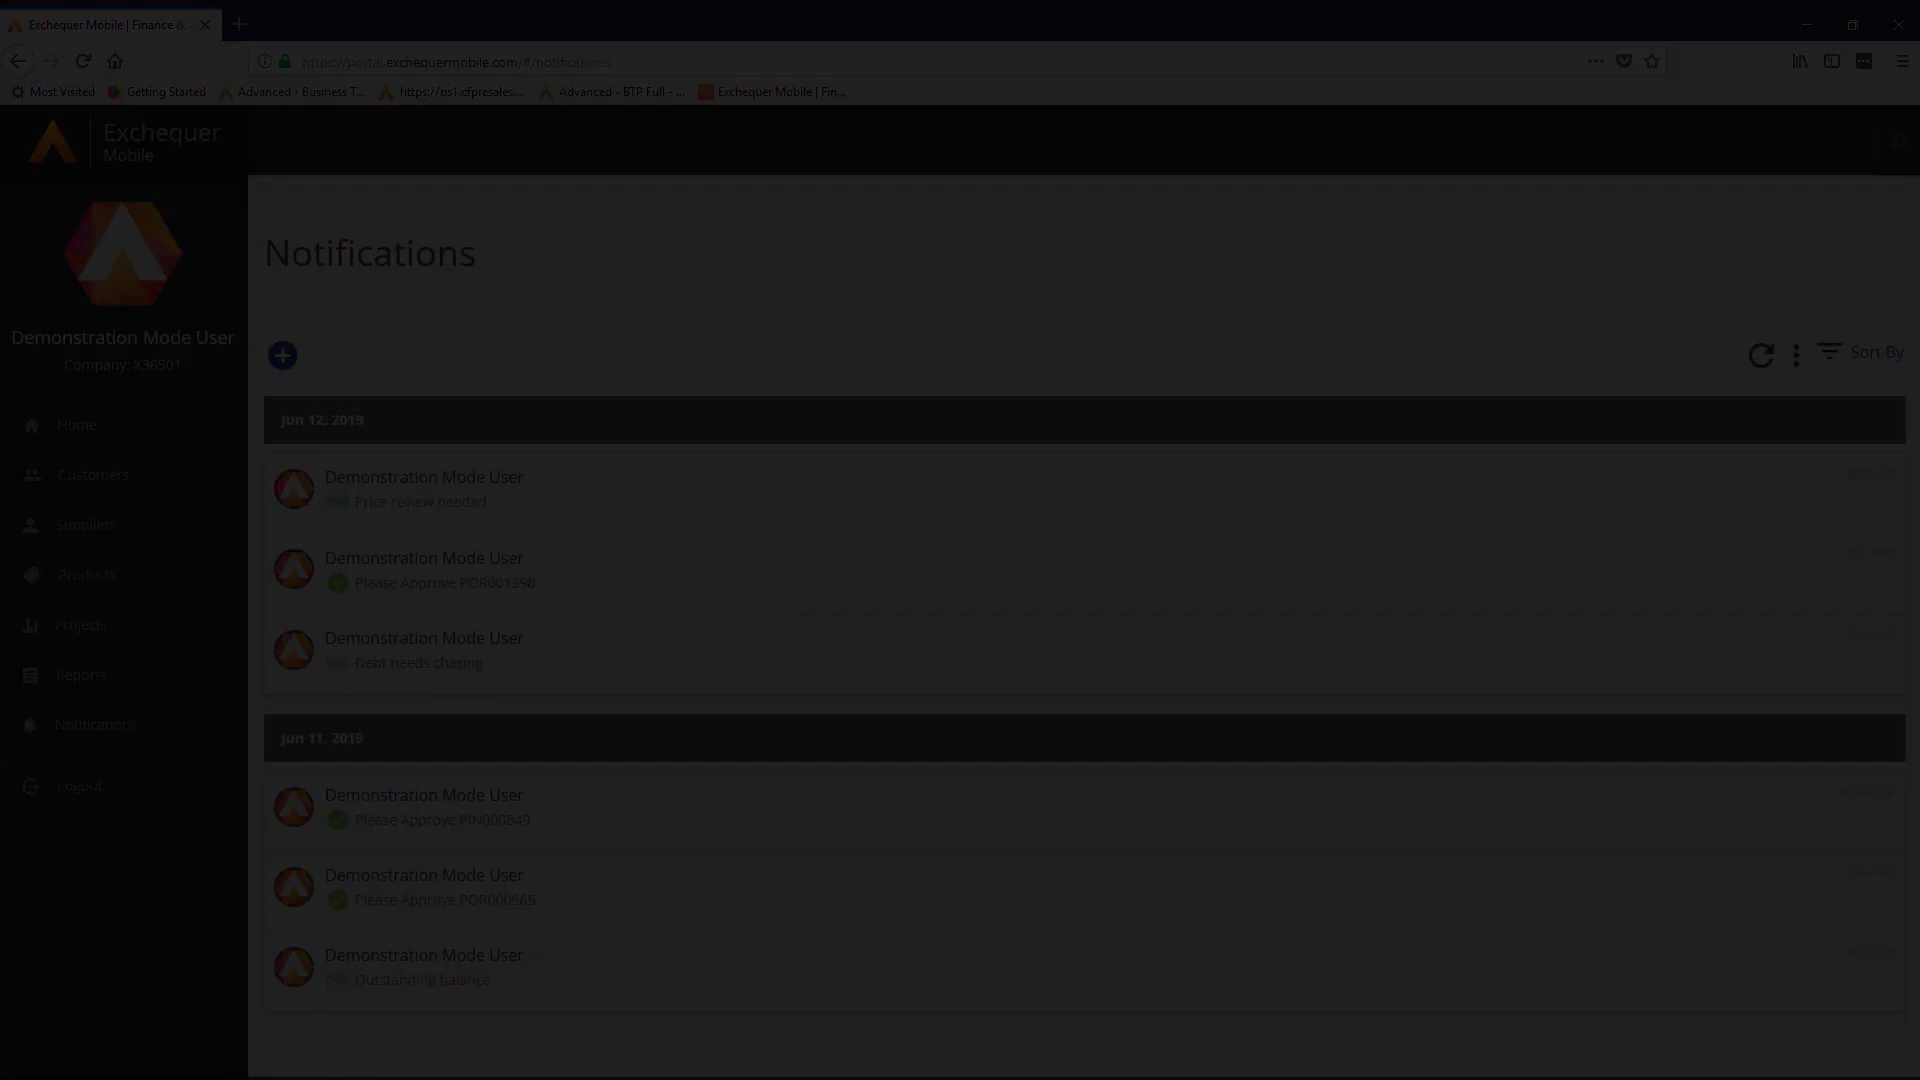 Exchequer Mobile | Finance &
https://portal.exchequermobile.com/#/notifications
Most Visited Getting Started Advanced - Business T... https://ps1.cfpresales.... Advanced - BTP Full - ... Exchequer Mobile | Fin...
Exchequer
Mobile
Demonstration Mode User
Company: X36501
Home
Customers
Suppliers
Products
Projects
Reports
Notifications
Logout
Notifications
Sort By
Jun 12, 2019
Demonstration Mode User
Price review needed
Demonstration Mode User
Please Approve POR001398
Demonstration Mode User
Debt needs chasing
Jun 11, 2019
Demonstration Mode User
Please Approve PIN000849
Demonstration Mode User
Please Approve POR000565
Demonstration Mode User
Outstanding balance